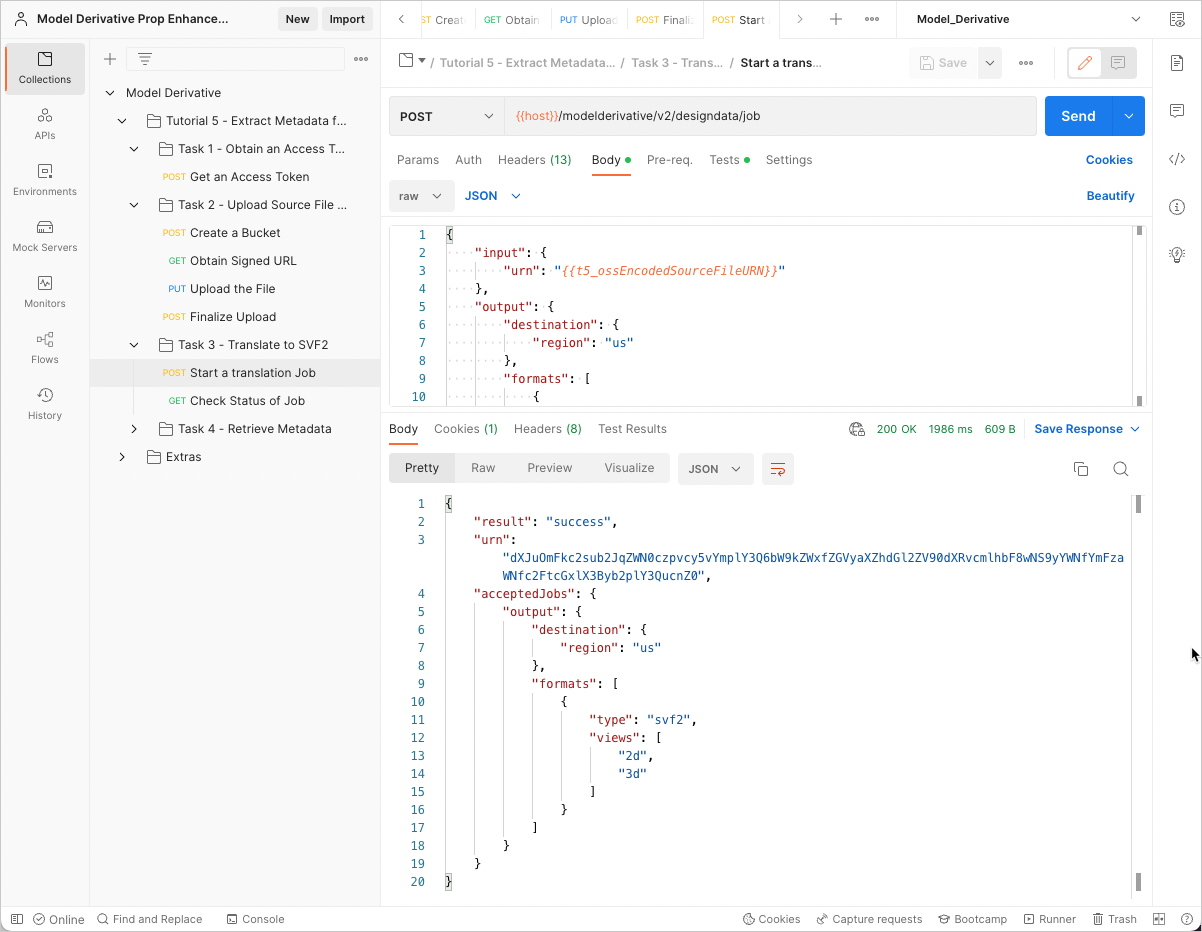 Model Derivative Prop Enhance...
New
Import
Create
GET Obtain
PUT Upload
POST Finali
POST Start
Model_Derivative
Collections
APIs
Environments
Mock Servers
Monitors
Flows
History
Model Derivative
Tutorial 5 - Extract Metadata f...
Task 1 - Obtain an Access T...
POST Get an Access Token
Task 2 - Upload Source File ...
POST Create a Bucket
GET Obtain Signed URL
PUT Upload the File
POST Finalize Upload
Task 3 - Translate to SVF2
POST Start a translation Job
GET Check Status of Job
Task 4 - Retrieve Metadata
Extras
/ Tutorial 5 - Extract Metadata... / Task 3 - Trans... / Start a trans...
Save
POST
{{host}}/modelderivative/v2/designdata/job
Send
Params Auth Headers (13) Body Pre-req. Tests Settings
Cookies
raw
JSON
Beautify
1 {
2 "input": {
3 "urn": "{{t5_ossEncodedSourceFileURN}}"
4 },
5 "output": {
6 "destination": {
7 "region": "us"
8 },
9 "formats": [
10 {
Body Cookies (1) Headers (8) Test Results
200 OK 1986 ms 609 B
Save Response
Pretty Raw Preview Visualize
JSON
1 {
2 "result": "success",
3 "urn":
"dXJuOmFkc2sub2JqZWN0czpvcy5vYmplY3Q6bW9kZWxfZGVyaXZhdGl2ZV90dXRvcmlhbF8wNS9yYWNfYmFza
WNfc2FtcGxlX3Byb2plY3QucnZ0",
4 "acceptedJobs": {
5 "output": {
6 "destination": {
7 "region": "us"
8 },
9 "formats": [
10 {
11 "type": "svf2",
12 "views": [
13 "2d",
14 "3d"
15 ]
16 }
17 ]
18 }
19 }
20 }
Online
Find and Replace
Console
Cookies
Capture requests
Bootcamp
Runner
Trash